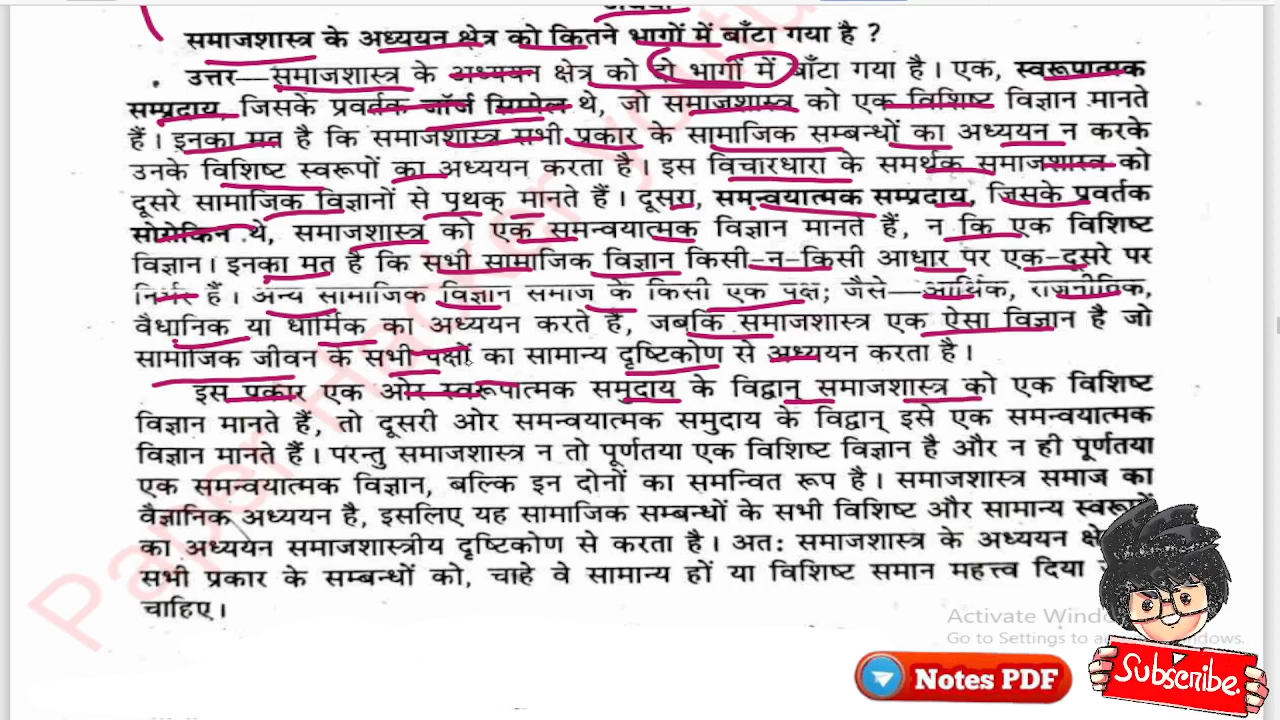 अथवा
समाजशास्त्र के अध्ययन क्षेत्र को कितने भागों में बाँटा गया है ?
उत्तर—समाजशास्त्र के अध्ययन क्षेत्र को दो भागों में बाँटा गया है। एक, स्वरूपात्मक
सम्प्रदाय, जिसके प्रवर्तक जॉर्ज सिम्मेल थे, जो समाजशास्त्र को एक विशिष्ट विज्ञान मानते
हैं। इनका मत है कि समाजशास्त्र सभी प्रकार के सामाजिक सम्बन्धों का अध्ययन न करके
उनके विशिष्ट स्वरूपों का अध्ययन करता है। इस विचारधारा के समर्थक समाजशास्त्र को
दूसरे सामाजिक विज्ञानों से पृथक् मानते हैं। दूसरा, समन्वयात्मक सम्प्रदाय, जिसके प्रवर्तक
सोरोकिन थे, समाजशास्त्र को एक समन्वयात्मक विज्ञान मानते हैं, न कि एक विशिष्ट
विज्ञान। इनका मत है कि सभी सामाजिक विज्ञान किसी-न-किसी आधार पर एक-दूसरे पर
निर्भर हैं। अन्य सामाजिक विज्ञान समाज के किसी एक पक्ष; जैसे—आर्थिक, राजनीतिक,
वैधानिक या धार्मिक का अध्ययन करते हैं, जबकि समाजशास्त्र एक ऐसा विज्ञान है जो
सामाजिक जीवन के सभी पक्षों का सामान्य दृष्टिकोण से अध्ययन करता है।
इस प्रकार एक ओर स्वरूपात्मक समुदाय के विद्वान् समाजशास्त्र को एक विशिष्ट
विज्ञान मानते हैं, तो दूसरी ओर समन्वयात्मक समुदाय के विद्वान् इसे एक समन्वयात्मक
विज्ञान मानते हैं। परन्तु समाजशास्त्र न तो पूर्णतया एक विशिष्ट विज्ञान है और न ही पूर्णतया
एक समन्वयात्मक विज्ञान, बल्कि इन दोनों का समन्वित रूप है। समाजशास्त्र समाज का
वैज्ञानिक अध्ययन है, इसलिए यह सामाजिक सम्बन्धों के सभी विशिष्ट और सामान्य स्वरूपों
का अध्ययन समाजशास्त्रीय दृष्टिकोण से करता है। अतः समाजशास्त्र के अध्ययन
सभी प्रकार के सम्बन्धों को, चाहे वे सामान्य हों या विशिष्ट समान महत्त्व दिया
चाहिए।
Paper Hacker
Activate
Go to Settings to
Notes PDF
Subscribe